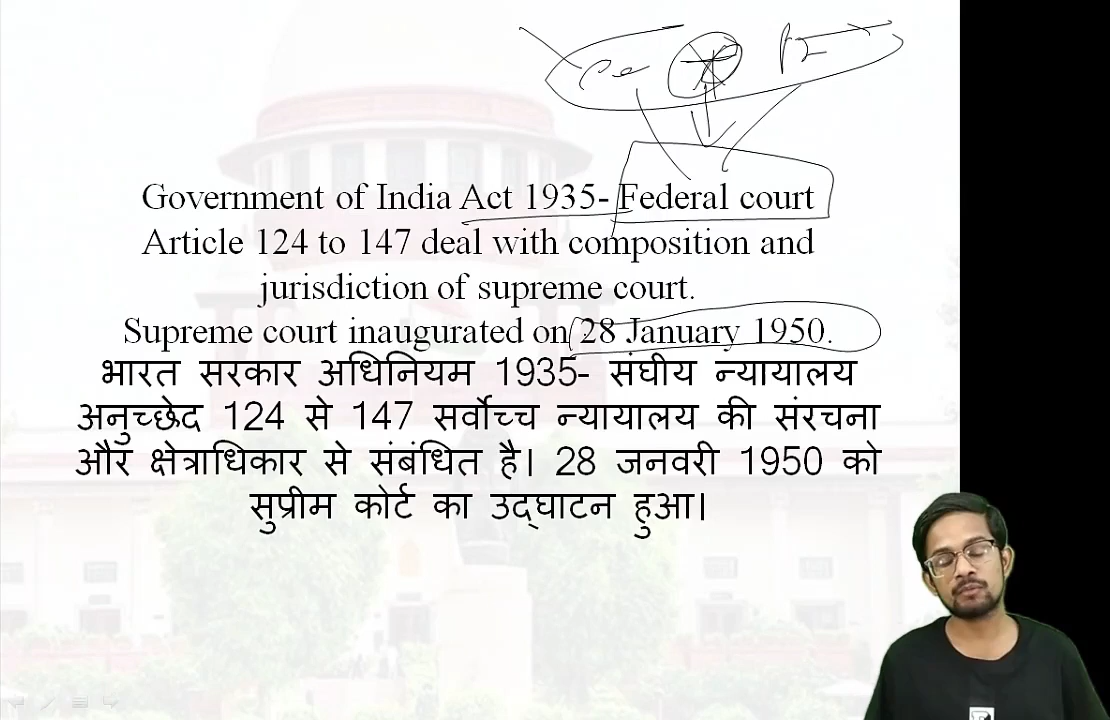 Government of India Act 1935- Federal court
Article 124 to 147 deal with composition and
jurisdiction of supreme court.
Supreme court inaugurated on 28 January 1950.
भारत सरकार अधिनियम 1935- संघीय न्यायालय
अनुच्छेद 124 से 147 सर्वोच्च न्यायालय की संरचना
और क्षेत्राधिकार से संबंधित है। 28 जनवरी 1950 को
सुप्रीम कोर्ट का उद्घाटन हुआ।